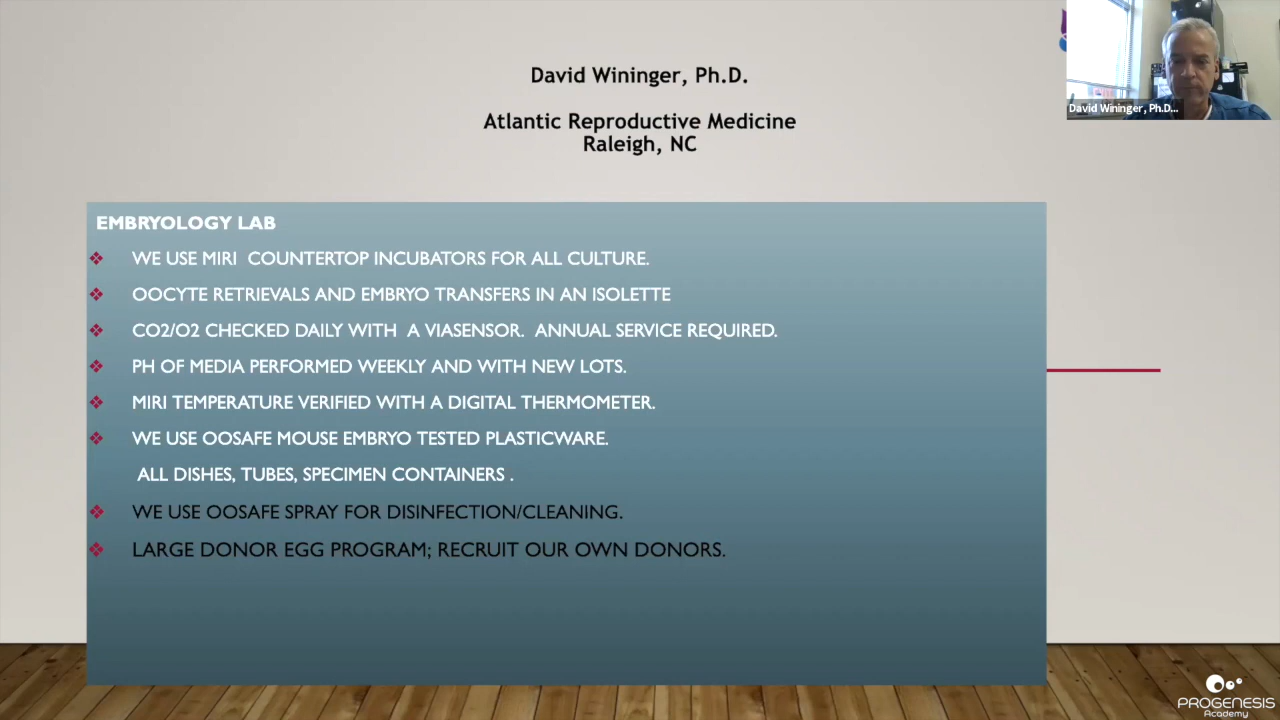 David Wininger, Ph.D.
Atlantic Reproductive Medicine
Raleigh, NC
David Wininger, Ph.D...
EMBRYOLOGY LAB
❖ WE USE MIRI COUNTERTOP INCUBATORS FOR ALL CULTURE.
❖ OOCYTE RETRIEVALS AND EMBRYO TRANSFERS IN AN ISOLETTE
❖ CO2/O2 CHECKED DAILY WITH A VIASENSOR. ANNUAL SERVICE REQUIRED.
❖ PH OF MEDIA PERFORMED WEEKLY AND WITH NEW LOTS.
❖ MIRI TEMPERATURE VERIFIED WITH A DIGITAL THERMOMETER.
❖ WE USE OOSAFE MOUSE EMBRYO TESTED PLASTICWARE.
ALL DISHES, TUBES, SPECIMEN CONTAINERS .
❖ WE USE OOSAFE SPRAY FOR DISINFECTION/CLEANING.
❖ LARGE DONOR EGG PROGRAM; RECRUIT OUR OWN DONORS.
PROGENESIS
Academy